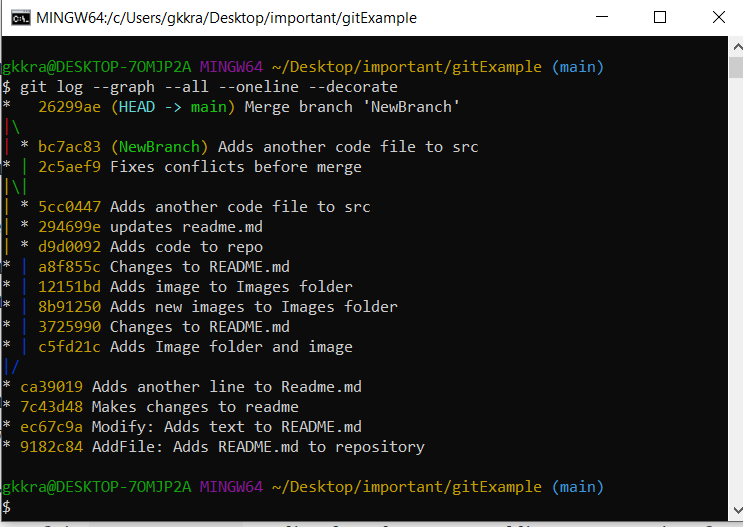 MINGW64:/c/Users/gkkra/Desktop/important/gitExample
gkkra@DESKTOP-7OMJP2A MINGW64 ~/Desktop/important/gitExample (main)
$ git log --graph --all --oneline --decorate
*   26299ae (HEAD -> main) Merge branch 'NewBranch'
|\
| * bc7ac83 (NewBranch) Adds another code file to src
* | 2c5aef9 Fixes conflicts before merge
|\|
| * 5cc0447 Adds another code file to src
| * 294699e updates readme.md
| * d9d0092 Adds code to repo
* | a8f855c Changes to README.md
* | 12151bd Adds image to Images folder
* | 8b91250 Adds new images to Images folder
* | 3725990 Changes to README.md
* | c5fd21c Adds Image folder and image
|/
* ca39019 Adds another line to Readme.md
* 7c43d48 Makes changes to readme
* ec67c9a Modify: Adds text to README.md
* 9182c84 AddFile: Adds README.md to repository
gkkra@DESKTOP-7OMJP2A MINGW64 ~/Desktop/important/gitExample (main)
$